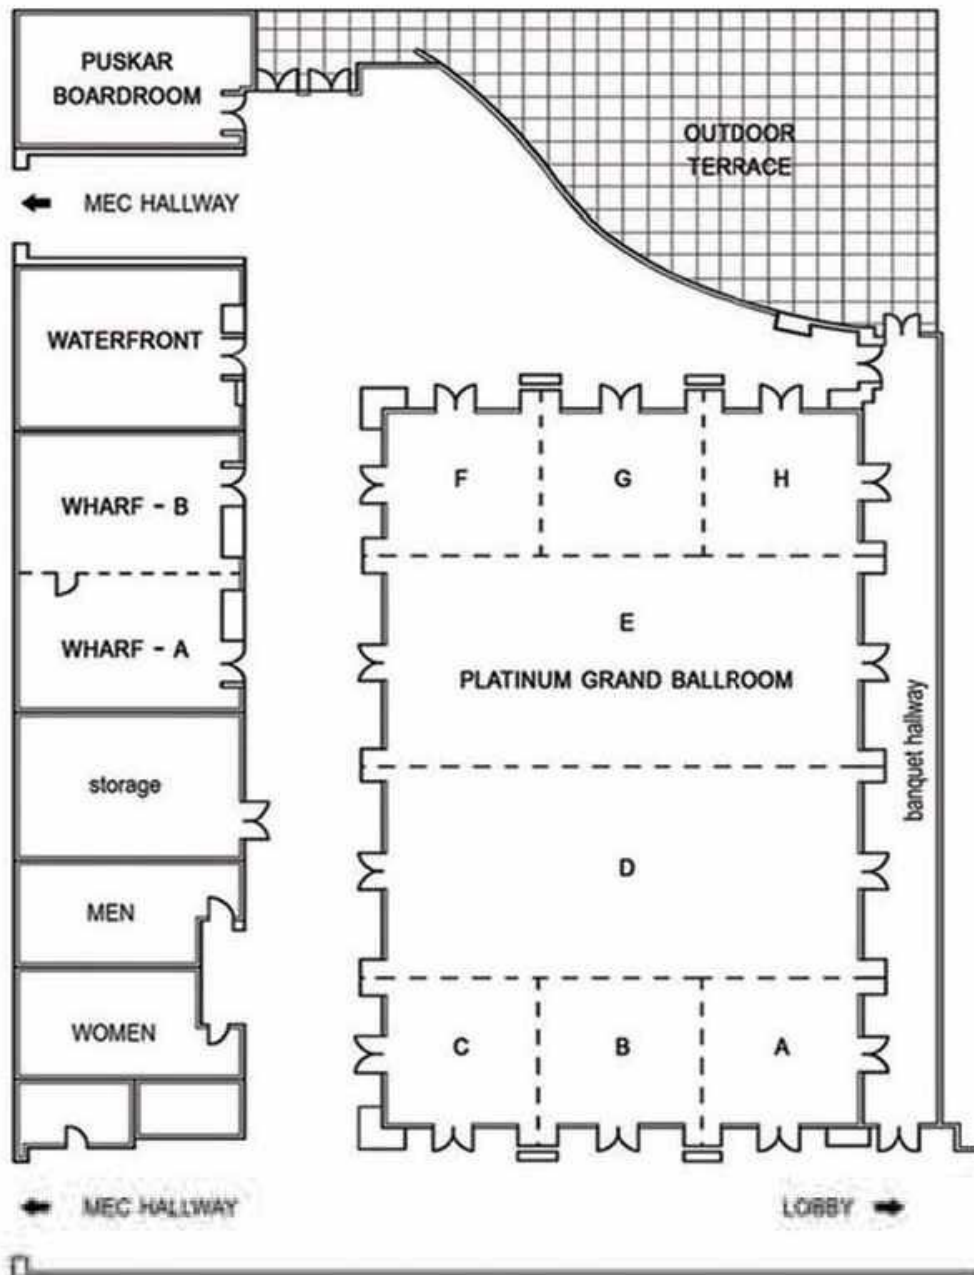 PUSKAR
BOARDROOM
OUTDOOR
TERRACE
MEC HALLWAY
WATERFRONT
WHARF - B
WHARF - A
storage
MEN
WOMEN
F
G
H
E
PLATINUM GRAND BALLROOM
banquet hallway
D
C
B
A
MEC HALLWAY
LOBBY